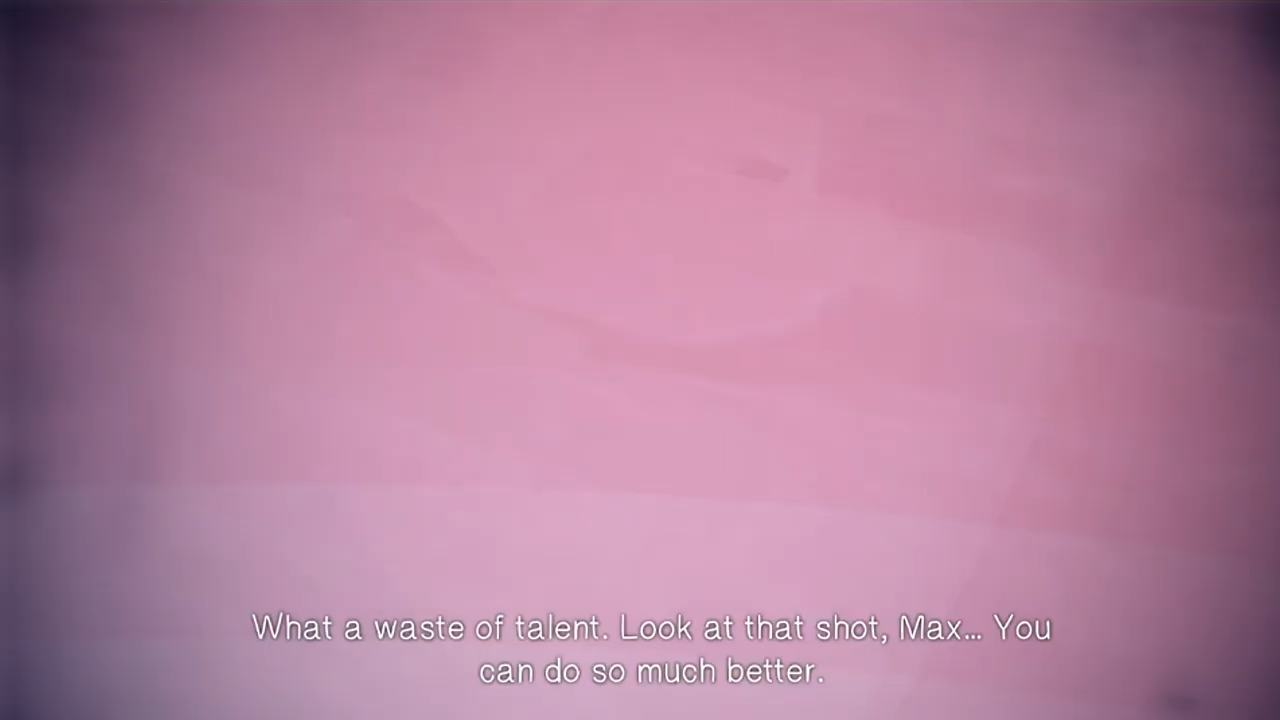 What a waste of talent. Look at that shot, Max... You
can do so much better.